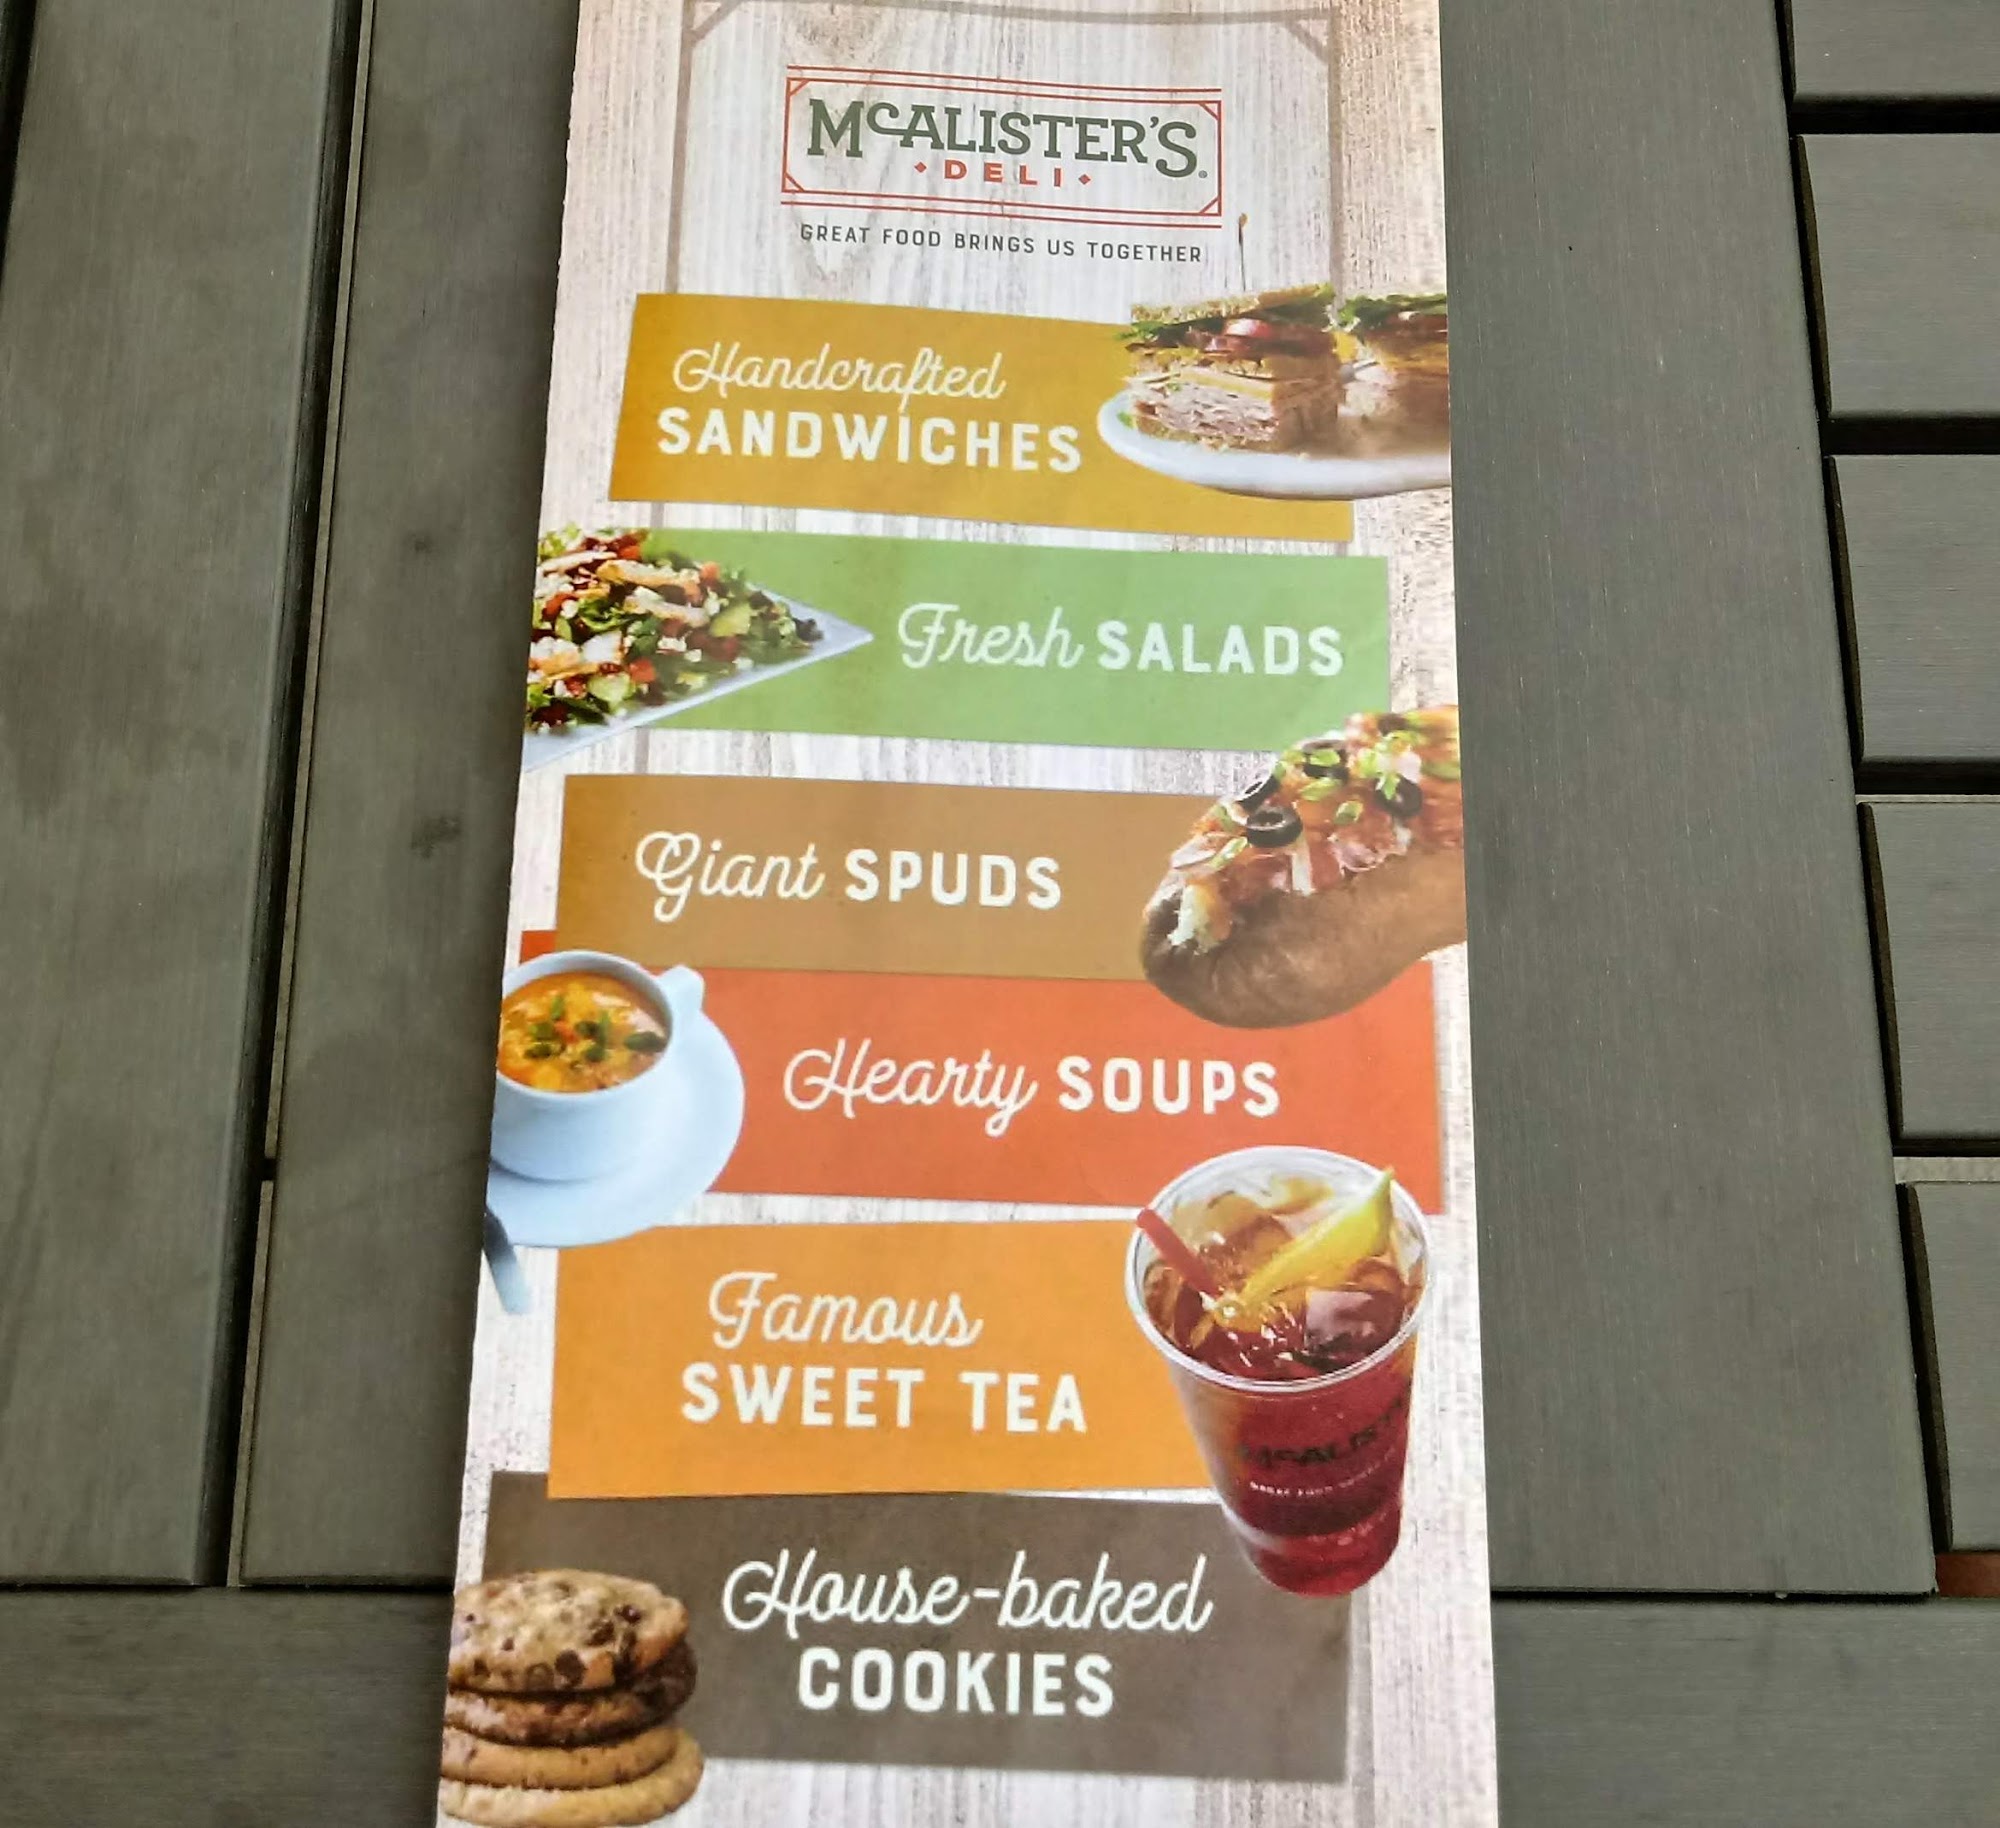 McALISTER'S®
DELI
GREAT FOOD BRINGS US TOGETHER
Handcrafted
SANDWICHES
Fresh SALADS
Giant SPUDS
Hearty SOUPS
Famous
SWEET TEA
McALIST
House-baked
COOKIES